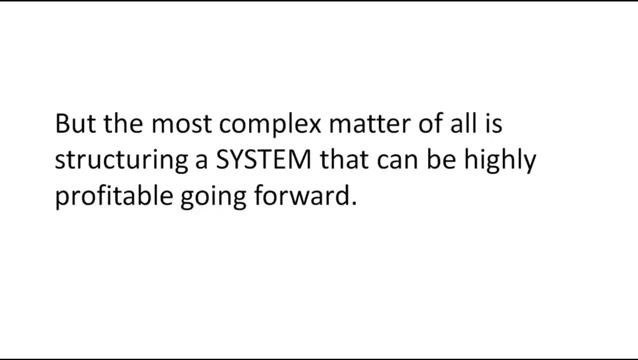 But the most complex matter of all is
structuring a SYSTEM that can be highly
profitable going forward.